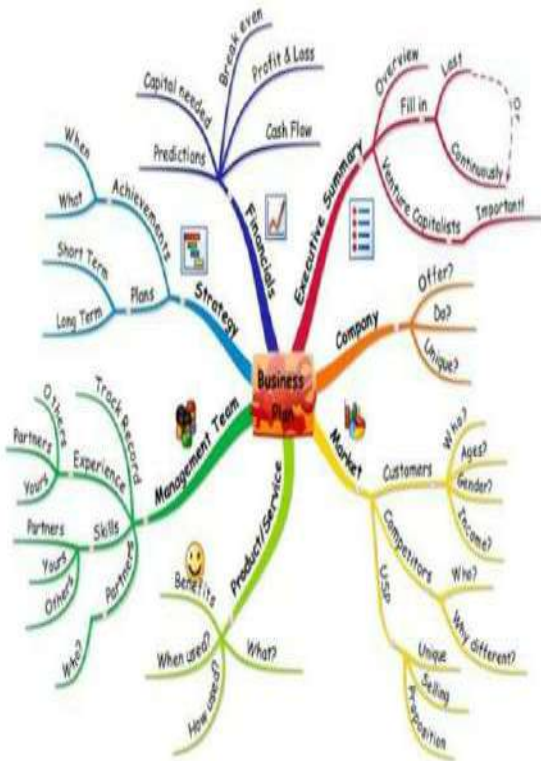 Business
Plan
Executive Summary
Overview
Fill in
Last
Or
Continuously
Venture Capitalists
Important!
Company
Offer?
Do?
Unique?
Market
Customers
Who?
Ages?
Gender?
Income?
Competitors
Who?
Why different?
USP
Unique
Selling
Proposition
Product/Service
What?
How used?
When used?
Benefits
Management Team
Partners
Who?
Skills
Partners
Yours
Others
Experience
Others
Partners
Yours
Track Record
Strategy
Plans
Short Term
Long Term
Achievements
When
What
Financials
Predictions
Capital needed
Break even
Profit & Loss
Cash Flow